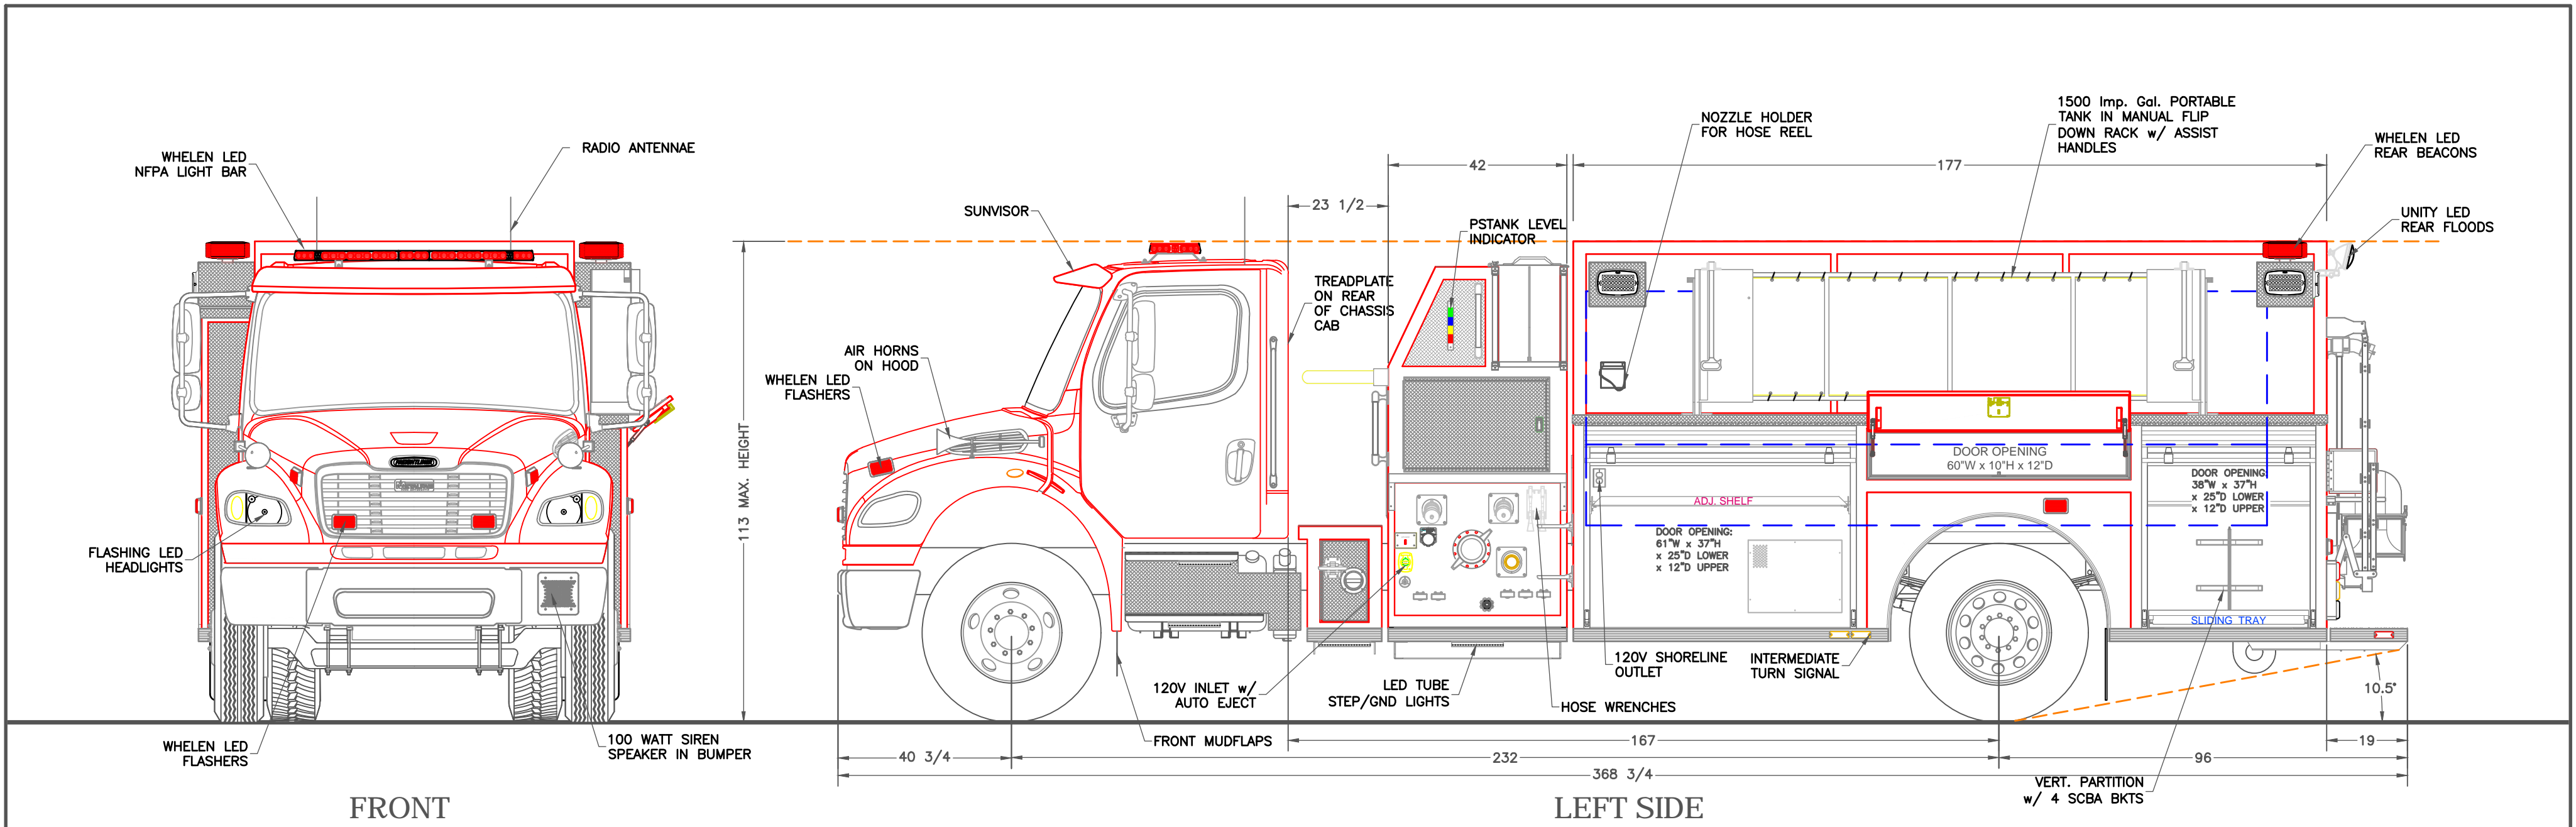 WHELEN LED
NFPA LIGHT BAR
RADIO ANTENNAE
FLASHING LED
HEADLIGHTS
WHELEN LED
FLASHERS
100 WATT SIREN
SPEAKER IN BUMPER
FRONT
113 MAX. HEIGHT
SUNVISOR
AIR HORNS
ON HOOD
WHELEN LED
FLASHERS
23 1/2
42
177
TREADPLATE
ON REAR
OF CHASSIS
CAB
PSTANK LEVEL
INDICATOR
NOZZLE HOLDER
FOR HOSE REEL
1500 Imp. Gal. PORTABLE
TANK IN MANUAL FLIP
DOWN RACK w/ ASSIST
HANDLES
WHELEN LED
REAR BEACONS
UNITY LED
REAR FLOODS
DOOR OPENING
60"W x 10"H x 12"D
ADJ. SHELF
DOOR OPENING:
61"W x 37"H
x 25"D LOWER
x 12"D UPPER
DOOR OPENING
38"W x 37"H
x 25"D LOWER
x 12"D UPPER
SLIDING TRAY
120V INLET w/
AUTO EJECT
LED TUBE
STEP/GND LIGHTS
HOSE WRENCHES
120V SHORELINE
OUTLET
INTERMEDIATE
TURN SIGNAL
FRONT MUDFLAPS
10.5°
167
19
40 3/4
232
96
368 3/4
VERT. PARTITION
w/ 4 SCBA BKTS
LEFT SIDE